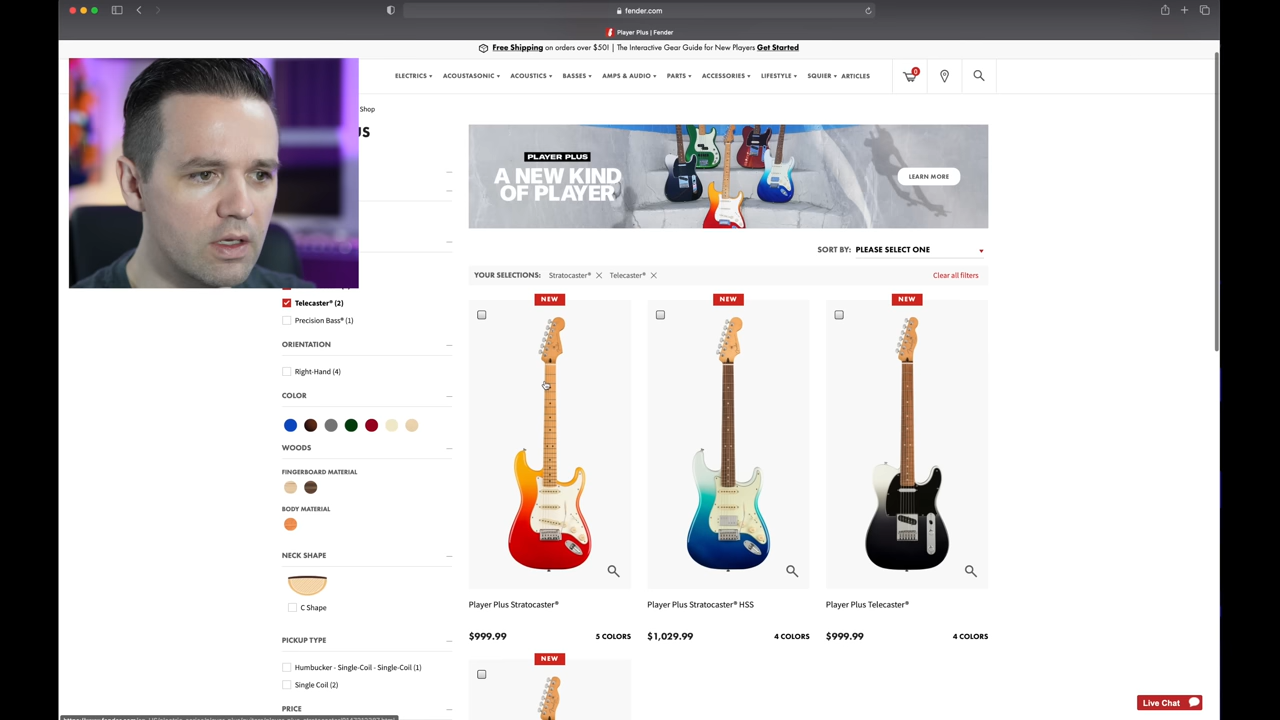 fender.com
Player Plus | Fender
Free Shipping on orders over $50! | The Interactive Gear Guide for New Players Get Started
ELECTRICS ACOUSTASONIC ACOUSTICS BASSES AMPS & AUDIO PARTS ACCESSORIES LIFESTYLE SQUIER ARTICLES
0
Shop
US
PLAYER PLUS
A NEW KIND
OF PLAYER
LEARN MORE
SORT BY: PLEASE SELECT ONE
YOUR SELECTIONS: Stratocaster® Telecaster® Clear all filters
Telecaster® (2)
Precision Bass® (1)
ORIENTATION
Right-Hand (4)
COLOR
WOODS
FINGERBOARD MATERIAL
BODY MATERIAL
NECK SHAPE
C Shape
PICKUP TYPE
Humbucker - Single-Coil - Single-Coil (1)
Single Coil (2)
PRICE
NEW
NEW
NEW
Player Plus Stratocaster®
$999.99 5 COLORS
Player Plus Stratocaster® HSS
$1,029.99 4 COLORS
Player Plus Telecaster®
$999.99 4 COLORS
NEW
Live Chat